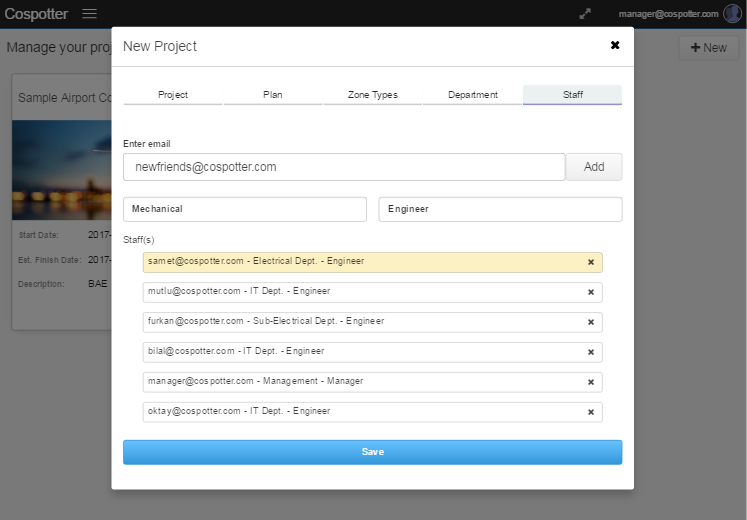 Cospotter
manager@cospotter.com
Manage your proj
New
New Project
Project
Plan
Zone Types
Department
Staff
Sample Airport Co
Enter email
newfriends@cospotter.com
Add
Mechanical
Engineer
Start Date: 2017-
Est. Finish Date: 2017-
Description: BAE
Staff(s)
samet@cospotter.com - Electrical Dept. - Engineer
mutlu@cospotter.com - IT Dept. - Engineer
furkan@cospotter.com - Sub-Electrical Dept. - Engineer
bilal@cospotter.com - IT Dept. - Engineer
manager@cospotter.com - Management - Manager
oktay@cospotter.com - IT Dept. - Engineer
Save